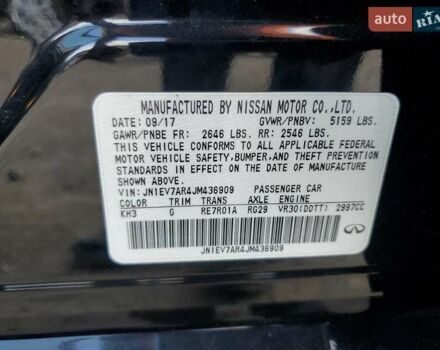 AUTO RIA
MANUFACTURED BY NISSAN MOTOR CO.,LTD.
DATE: 09/17 GVWR/PNBV: 5159 LBS.
GAWR/PNBE FR: 2646 LBS. RR: 2546 LBS.
THIS VEHICLE CONFORMS TO ALL APPLICABLE FEDERAL
MOTOR VEHICLE SAFETY, BUMPER, AND THEFT PREVENTION
STANDARDS IN EFFECT ON THE DATE OF MANUFACTURE
SHOWN ABOVE.
VIN: JN1EV7AR4JM436909 PASSENGER CAR
COLOR TRIM TRANS AXLE ENGINE
KH3 G RE7R01A RG29 VR30(DDTT) 2997CC
JN1EV7AR4JM436909
INFINITI